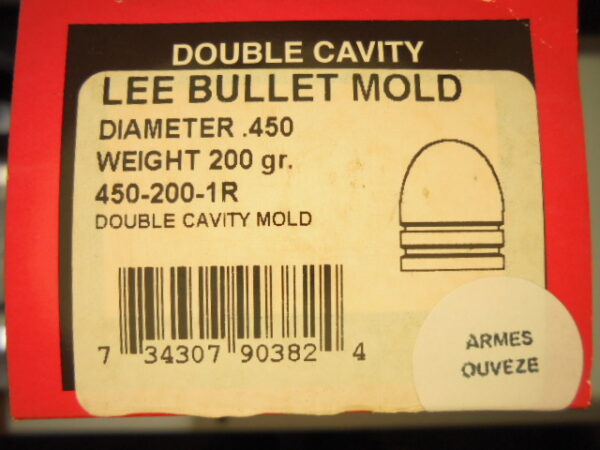 DOUBLE CAVITY
LEE BULLET MOLD
DIAMETER .450
WEIGHT 200 gr.
450-200-1R
DOUBLE CAVITY MOLD
7 34307 90382 4
ARMES
OUVEZE